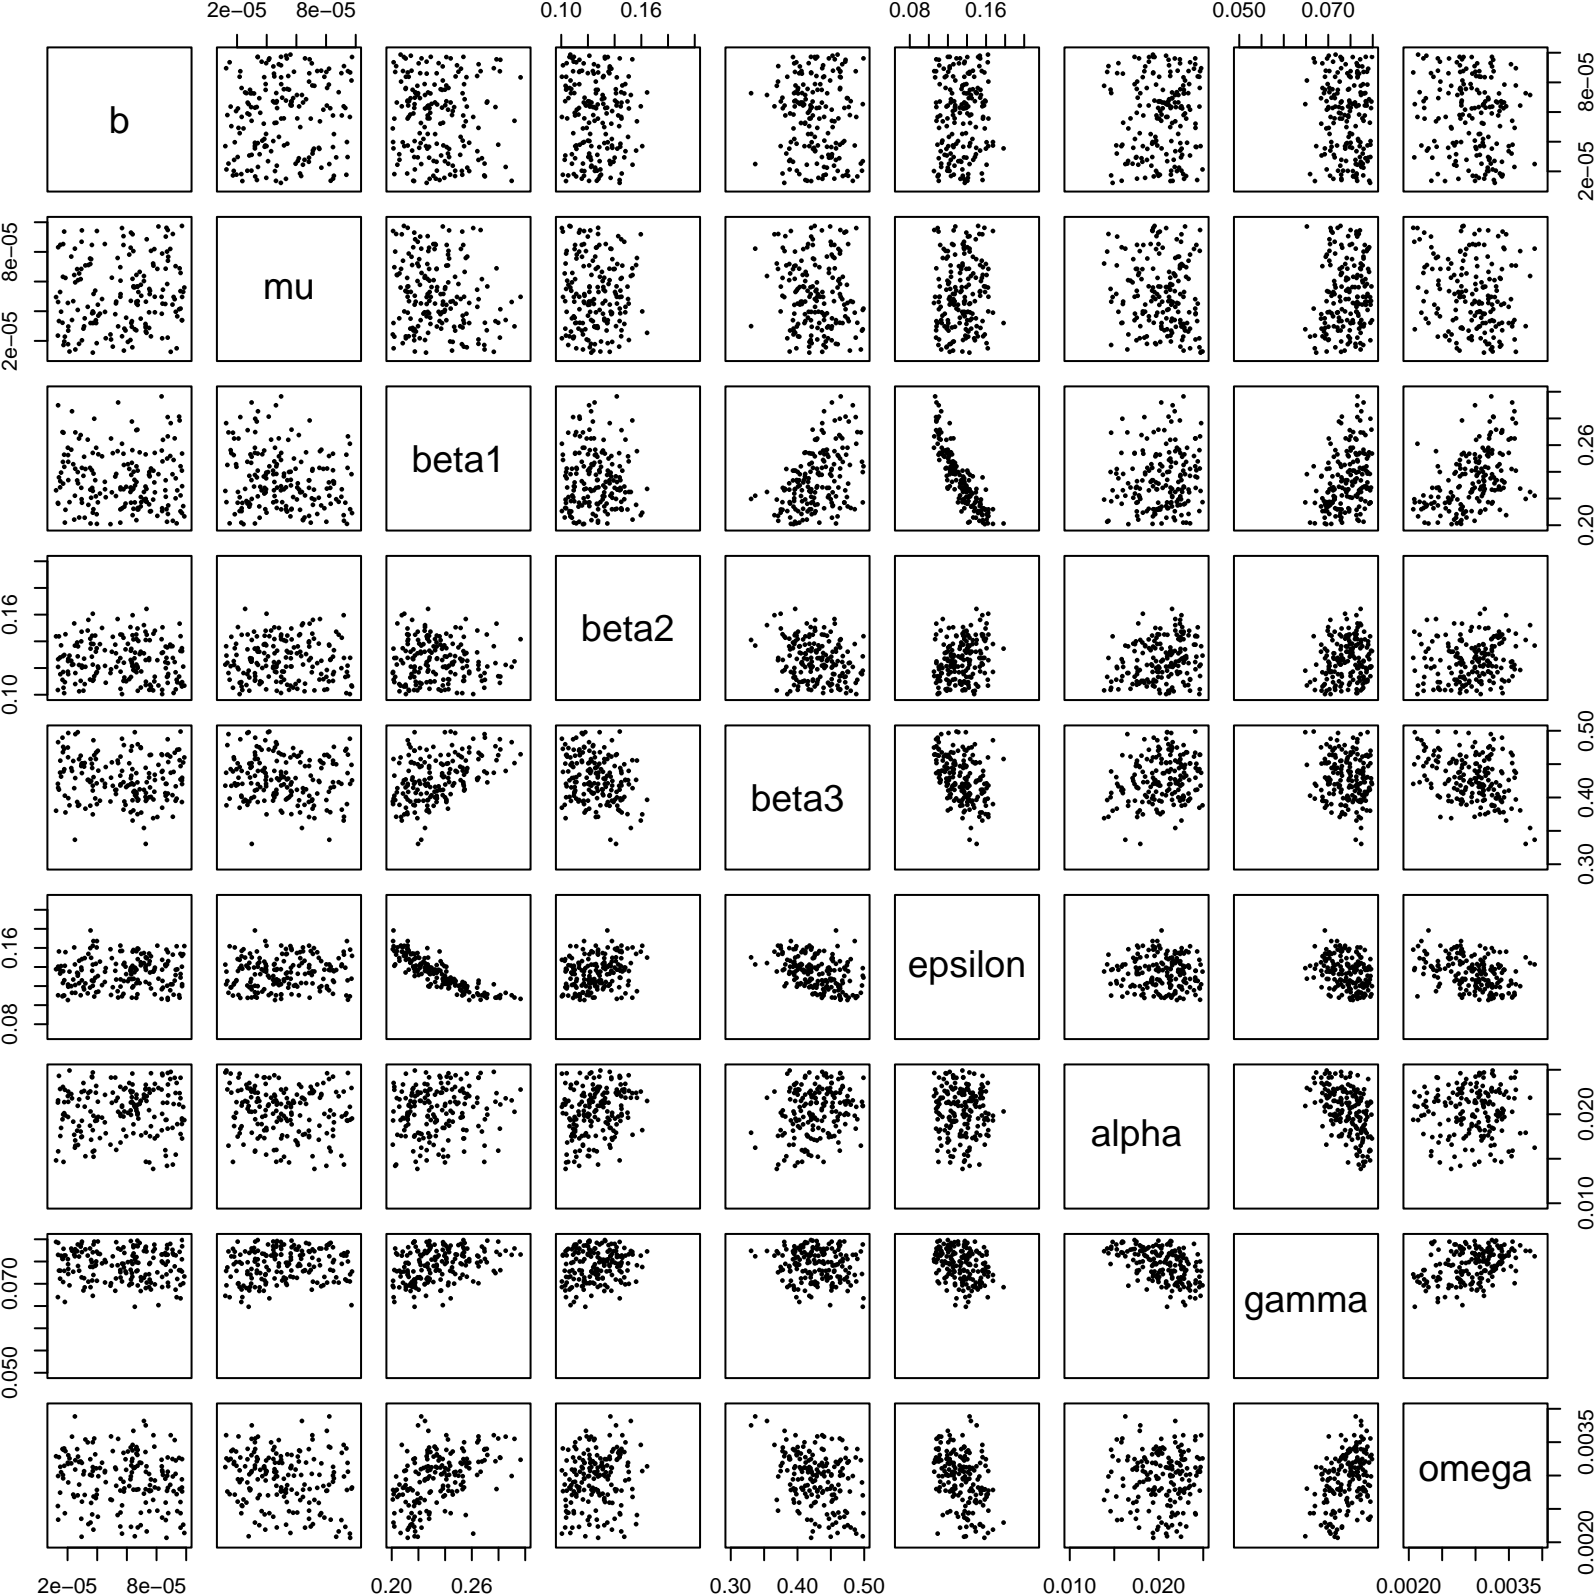 2e−05 8e−05 0.10 0.16 0.08 0.16 0.050 0.070
b 2e−05 8e−05
2e−05 8e−05 mu
beta1 0.20 0.26
0.10 0.16 beta2
beta3 0.30 0.40 0.50
0.08 0.16 epsilon
alpha 0.010 0.020
0.050 0.070 gamma
omega 0.0020 0.0035
2e−05 8e−05 0.20 0.26 0.30 0.40 0.50 0.010 0.020 0.0020 0.0035